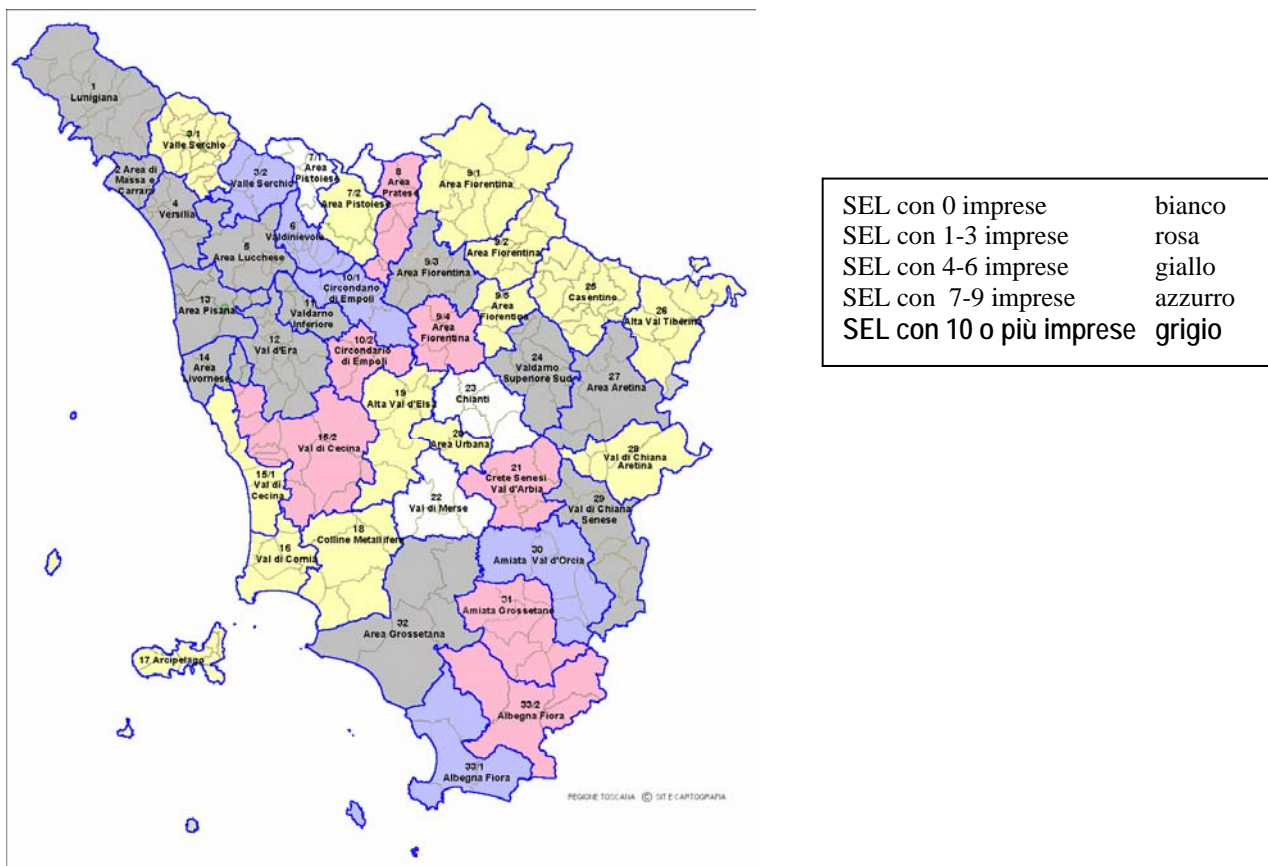 1
Lunigiana
3/1
Valle Serchio
2 Area di
Massa e
Carrara
3/2
Valle Serchio
7/1
Area
Pistoiese
7/2
Area Pistoiese
8
Area
Pratese
9/1
Area Fiorentina
4
Versilia
5
Area Lucchese
6
Valdinievole
9/2
Area Fiorentina
9/3
Area Fiorentina
10/1
Circondario
di Empoli
9/5
Area
Fiorentina
25
Casentino
26
Alta Val Tiberina
13
Area Pisana
11
Valdarno
Inferiore
9/4
Area
Fiorentina
12
Val d'Era
10/2
Circondario
di Empoli
14
Area
Livornese
24
Valdarno
Superiore Sud
27
Area Aretina
19
Alta Val d'Elsa
23
Chianti
15/2
Val di Cecina
20
Area Urbana
28
Val di Chiana
Aretina
15/1
Val di
Cecina
21
Crete Senesi
Val d'Arbia
22
Val di Merse
29
Val di Chiana
Senese
18
Colline Metallifere
16
Val di Cornia
30
Amiata Val d'Orcia
31
Amiata Grossetano
32
Area Grossetana
17 Arcipelago
33/2
Albegna Fiora
33/1
Albegna Fiora
REGIONE TOSCANA © SIT E CARTOGRAFIA
SEL con 0 imprese bianco
SEL con 1-3 imprese rosa
SEL con 4-6 imprese giallo
SEL con 7-9 imprese azzurro
SEL con 10 o più imprese grigio